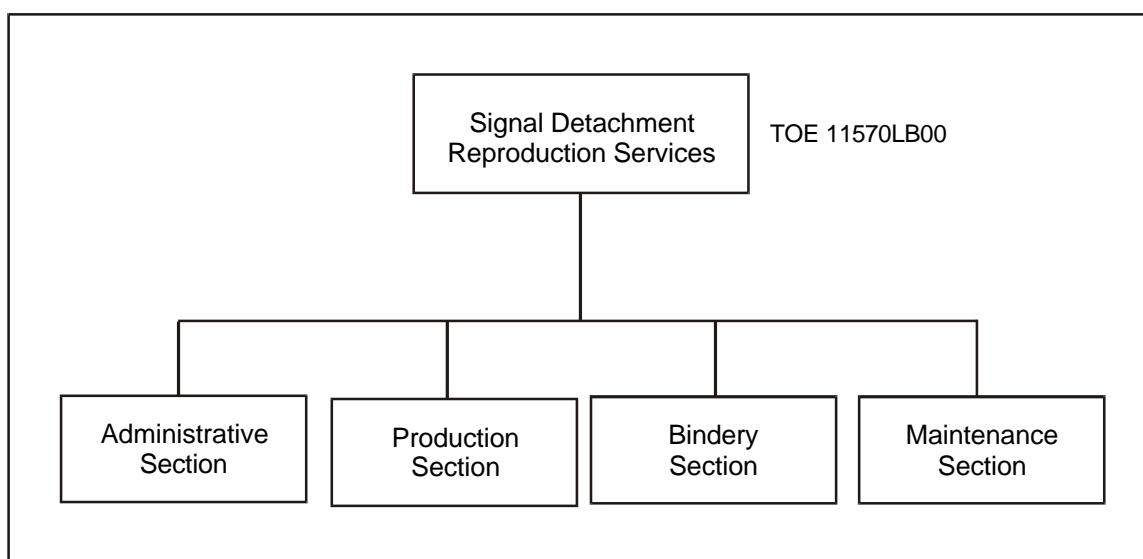 Signal Detachment
Reproduction Services
TOE 11570LB00
Administrative
Section
Production
Section
Bindery
Section
Maintenance
Section